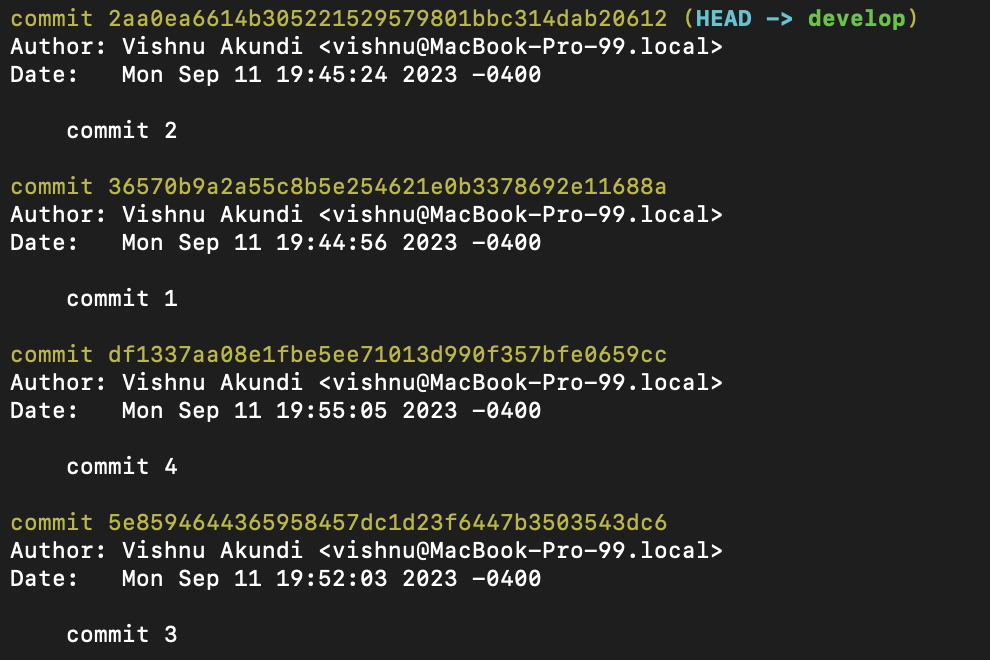 commit 2aa0ea6614b305221529579801bbc314dab20612 (HEAD -> develop)
Author: Vishnu Akundi <vishnu@MacBook-Pro-99.local>
Date:   Mon Sep 11 19:45:24 2023 -0400
commit 2
commit 36570b9a2a55c8b5e254621e0b3378692e11688a
Author: Vishnu Akundi <vishnu@MacBook-Pro-99.local>
Date:   Mon Sep 11 19:44:56 2023 -0400
commit 1
commit df1337aa08e1fbe5ee71013d990f357bfe0659cc
Author: Vishnu Akundi <vishnu@MacBook-Pro-99.local>
Date:   Mon Sep 11 19:55:05 2023 -0400
commit 4
commit 5e8594644365958457dc1d23f6447b3503543dc6
Author: Vishnu Akundi <vishnu@MacBook-Pro-99.local>
Date:   Mon Sep 11 19:52:03 2023 -0400
commit 3